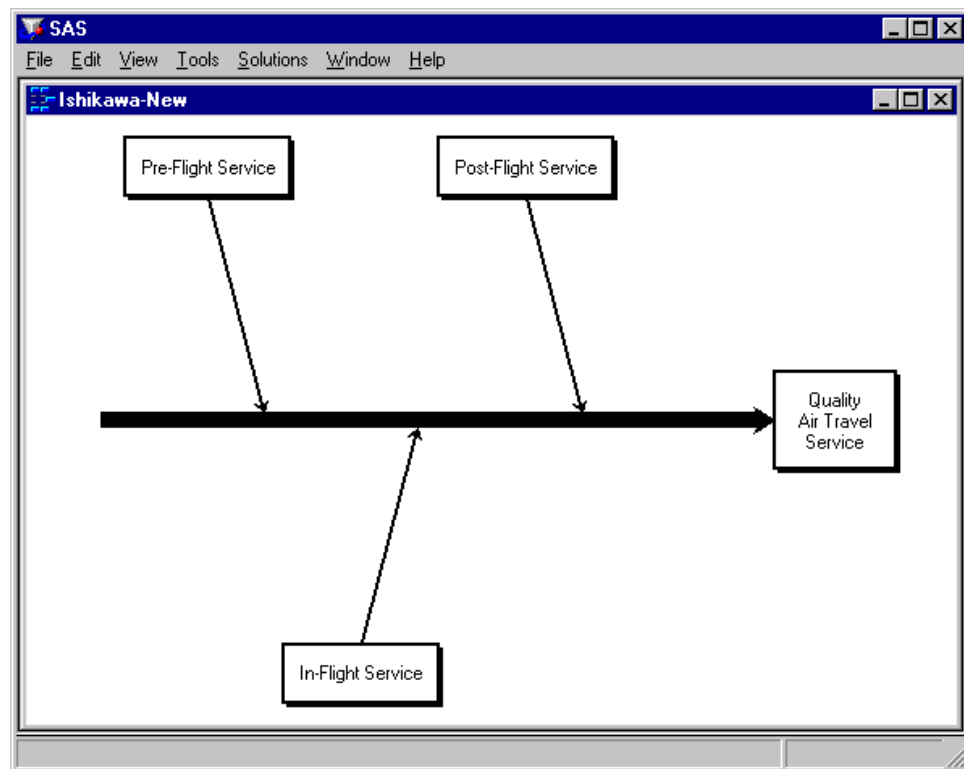 SAS
File Edit View Tools Solutions Window Help
Ishikawa-New
Pre-Flight Service
Post-Flight Service
Quality
Air Travel
Service
In-Flight Service